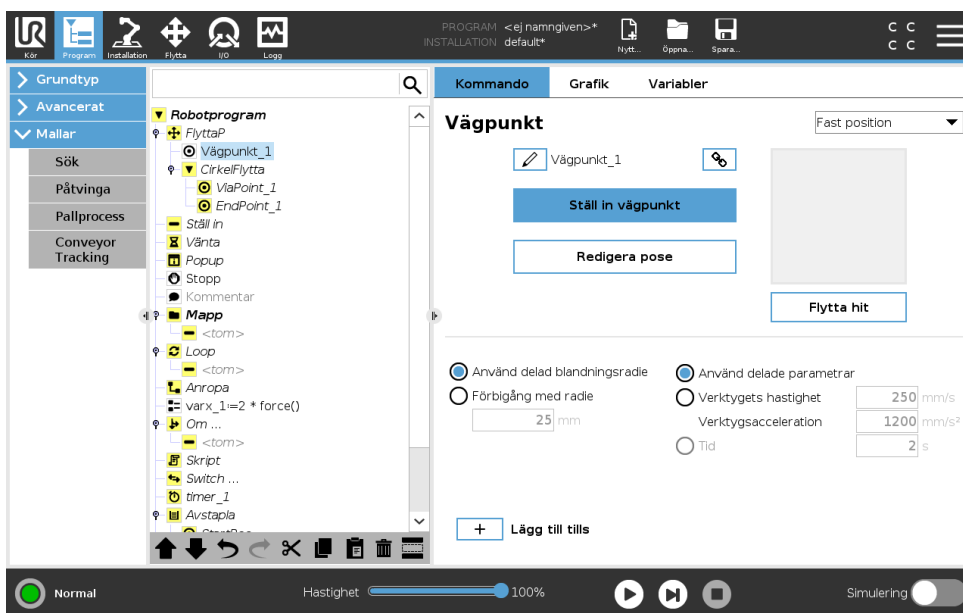 UR
PROGRAM <ej namngiven>*
INSTALLATION default*
Kör
Program
Installation
Flytta
I/O
Logg
Nytt...
Öppna...
Spara...
C C
C C
Grundtyp
Avancerat
Mallar
Sök
Påtvinga
Pallprocess
Conveyor
Tracking
Robotprogram
FlyttaP
Vägpunkt_1
CirkelFlytta
ViaPoint_1
EndPoint_1
Ställ in
Vänta
Popup
Stopp
Kommentar
Mapp
<tom>
Loop
<tom>
Anropa
varx_1≔2 * force()
Om ...
<tom>
Skript
Switch ...
timer_1
Avstapla
Kommando
Grafik
Variabler
Vägpunkt
Fast position
Vägpunkt_1
Ställ in vägpunkt
Redigera pose
Flytta hit
Använd delad blandningsradie
Förbigång med radie
25 mm
Använd delade parametrar
Verktygets hastighet 250 mm/s
Verktygsacceleration 1200 mm/s²
Tid 2 s
+ Lägg till tills
Normal
Hastighet
100%
Simulering